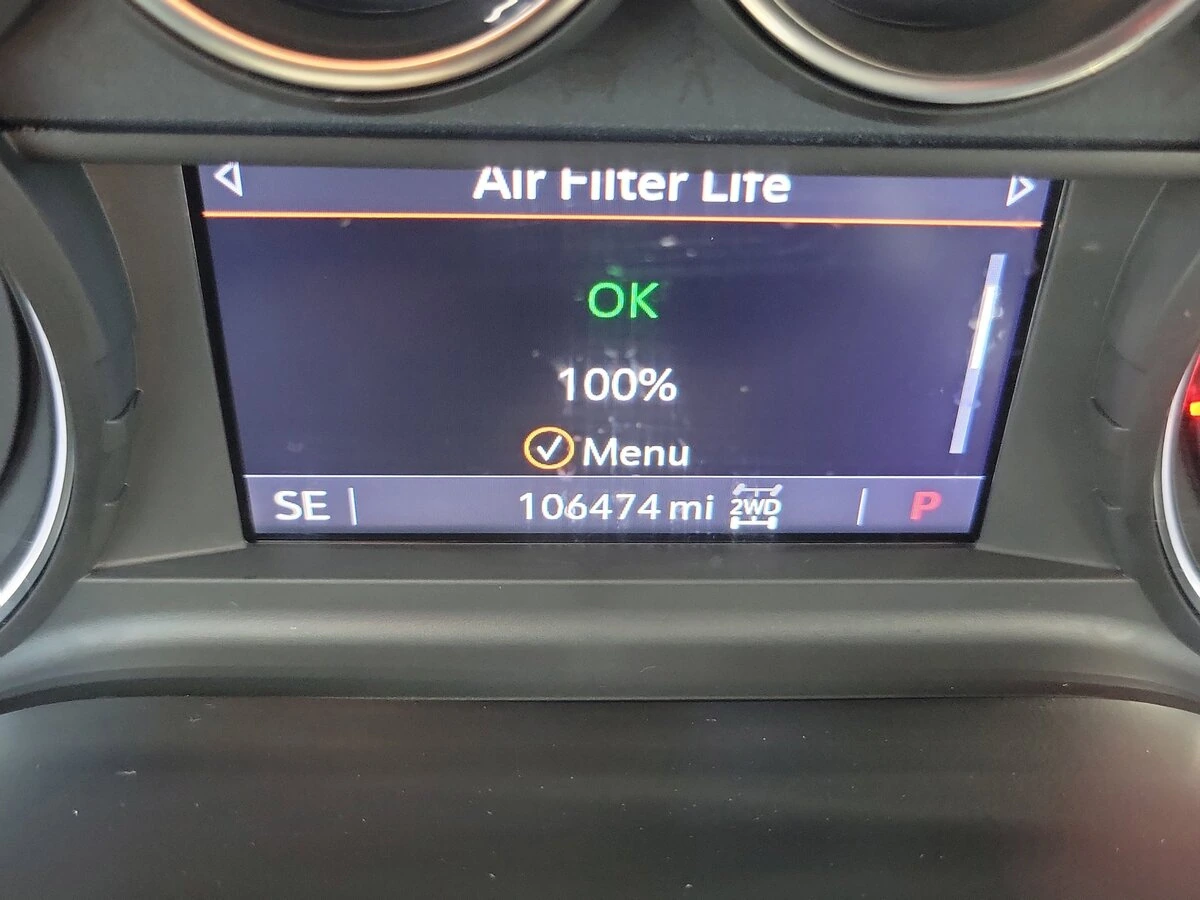 Air Filter Life
OK
100%
Menu
SE 106474 mi 2WD P